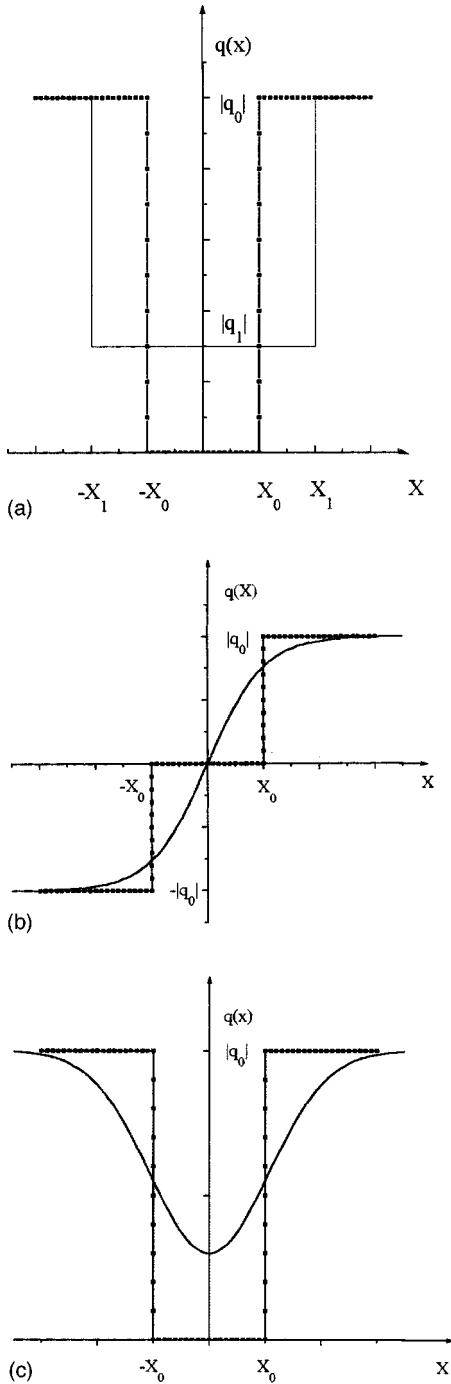 q(x)
|q₀|
|q₁|
-X₁ -X₀ X₀ X₁ X
(a)
q(X)
|q₀|
-X₀ X₀ X
-|q₀|
(b)
q(x)
|q₀|
-X₀ X₀ X
(c)